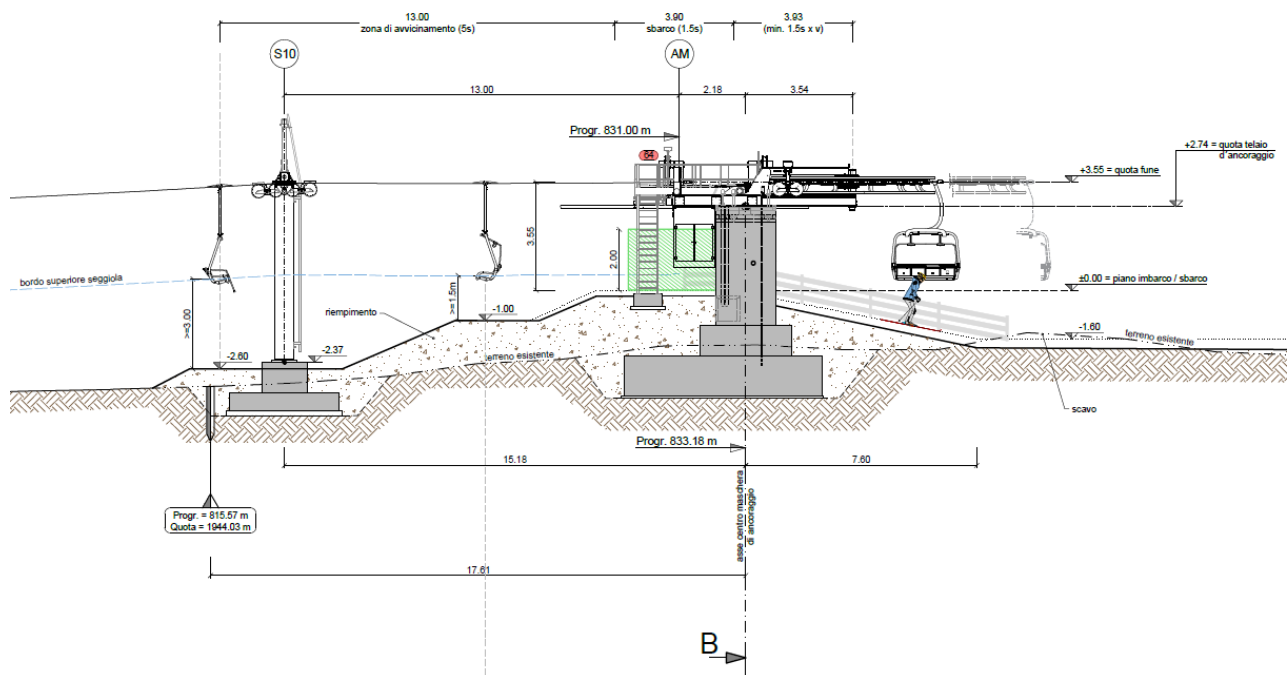 13.00
zona di avvicinamento (5s)
3.90
sbarco (1.5s)
3.93
(min. 1.5s x v)
S10
AM
13.00
2.18
3.54
Progr. 831.00 m
84
+2.74 = quota telaio
d'ancoraggio
+3.55 = quota fune
3.55
2.00
bordo superiore seggiola
±0.00 = piano imbarco / sbarco
>=3.00
>=1.5m
-1.00
riempimento
-1.60
terreno esistente
-2.60
-2.37
terreno esistente
scavo
Progr. 833.18 m
15.18
7.60
asse centro maschera
di ancoraggio
Progr. = 815.57 m
Quota = 1944.03 m
17.61
B